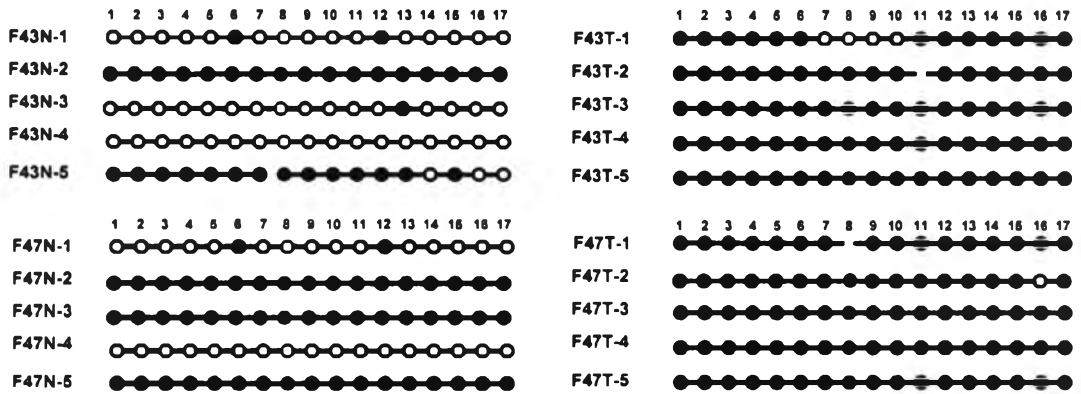 1 2 3 4 5 6 7 8 9 10 11 12 13 14 15 16 17
F43N-1
F43N-2
F43N-3
F43N-4
F43N-5
1 2 3 4 5 6 7 8 9 10 11 12 13 14 15 16 17
F47N-1
F47N-2
F47N-3
F47N-4
F47N-5
1 2 3 4 5 6 7 8 9 10 11 12 13 14 15 16 17
F43T-1
F43T-2
F43T-3
F43T-4
F43T-5
1 2 3 4 5 6 7 8 9 10 11 12 13 14 15 16 17
F47T-1
F47T-2
F47T-3
F47T-4
F47T-5